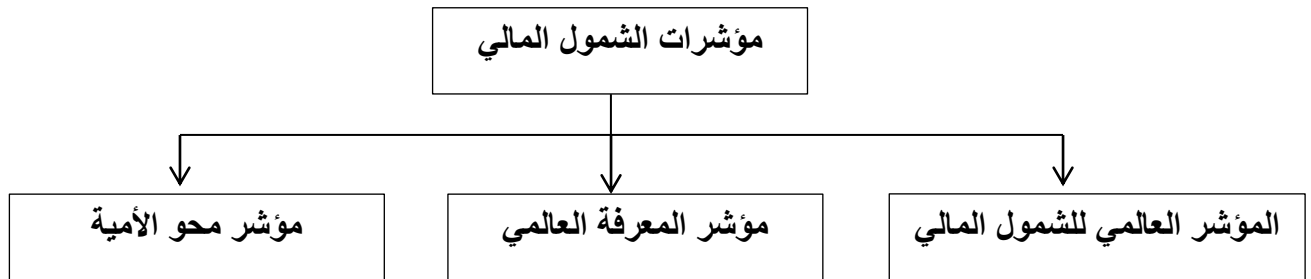 مؤشرات الشمول المالي
المؤشر العالمي للشمول المالي
مؤشر المعرفة العالمي
مؤشر محو الأمية